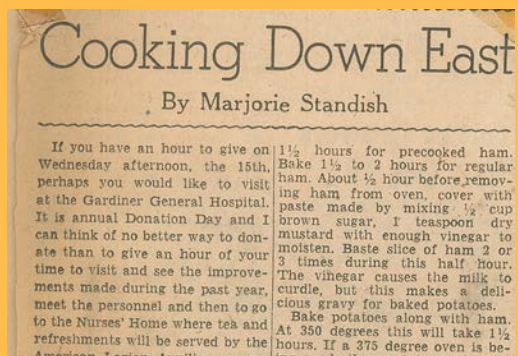 Cooking Down East
By Marjorie Standish
If you have an hour to give on
Wednesday afternoon, the 15th,
perhaps you would like to visit
at the Gardiner General Hospital.
It is annual Donation Day and I
can think of no better way to don-
ate than to give an hour of your
time to visit and see the improve-
ments made during the past year,
meet the personnel and then to go
to the Nurses' Home where tea and
refreshments will be served by the
American Legion
1½ hours for precooked ham.
Bake 1½ to 2 hours for regular
ham. About ½ hour before remov-
ing ham from oven, cover with
paste made by mixing ½ cup
brown sugar, 1 teaspoon dry
mustard with enough vinegar to
moisten. Baste slice of ham 2 or
3 times during this half hour.
The vinegar causes the milk to
curdle, but this makes a deli-
cious gravy for baked potatoes.
Bake potatoes along with ham.
At 350 degrees this will take 1½
hours. If a 375 degree oven is be-